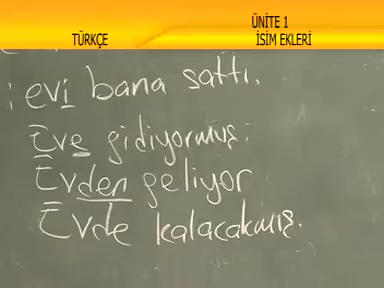 ÜNİTE 1
TÜRKÇE İSİM EKLERİ
: evi bana sattı.
Eve gidiyormuş.
Evden geliyor
Evde kalacakmış.